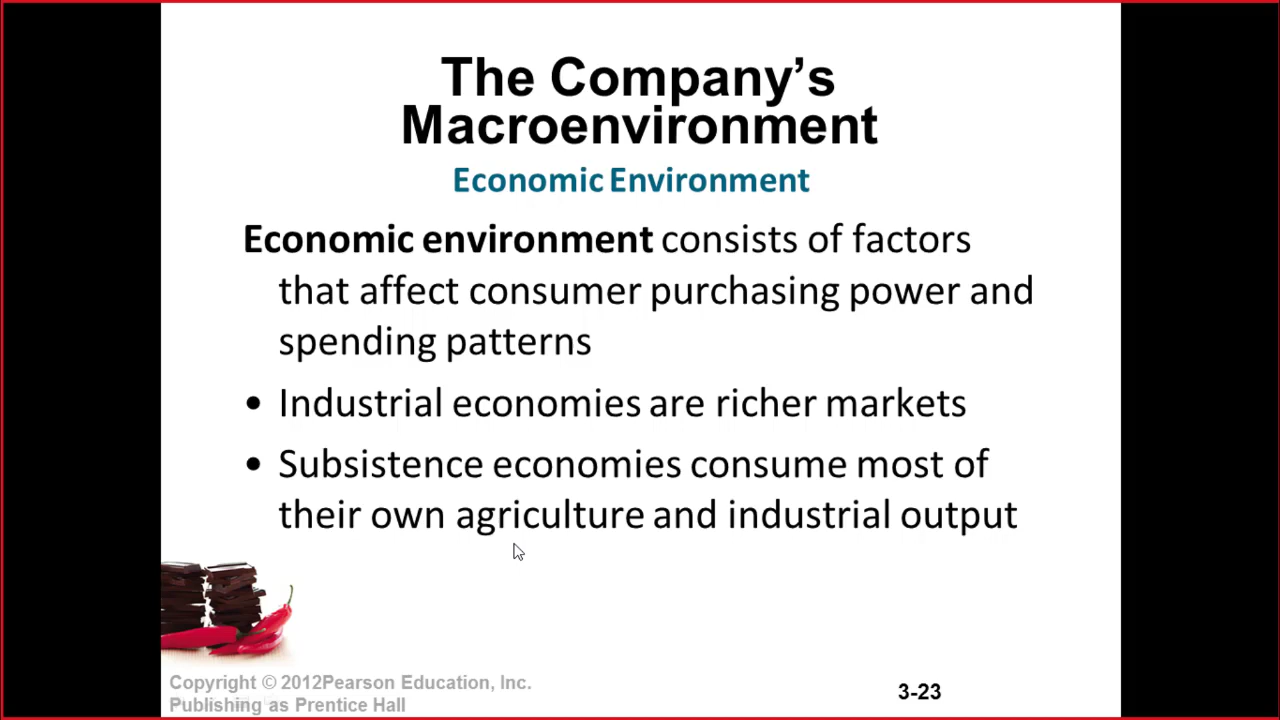 The Company’s
Macroenvironment
Economic Environment
Economic environment consists of factors
that affect consumer purchasing power and
spending patterns
• Industrial economies are richer markets
• Subsistence economies consume most of
their own agriculture and industrial output
Copyright © 2012Pearson Education, Inc.
Publishing as Prentice Hall
3-23